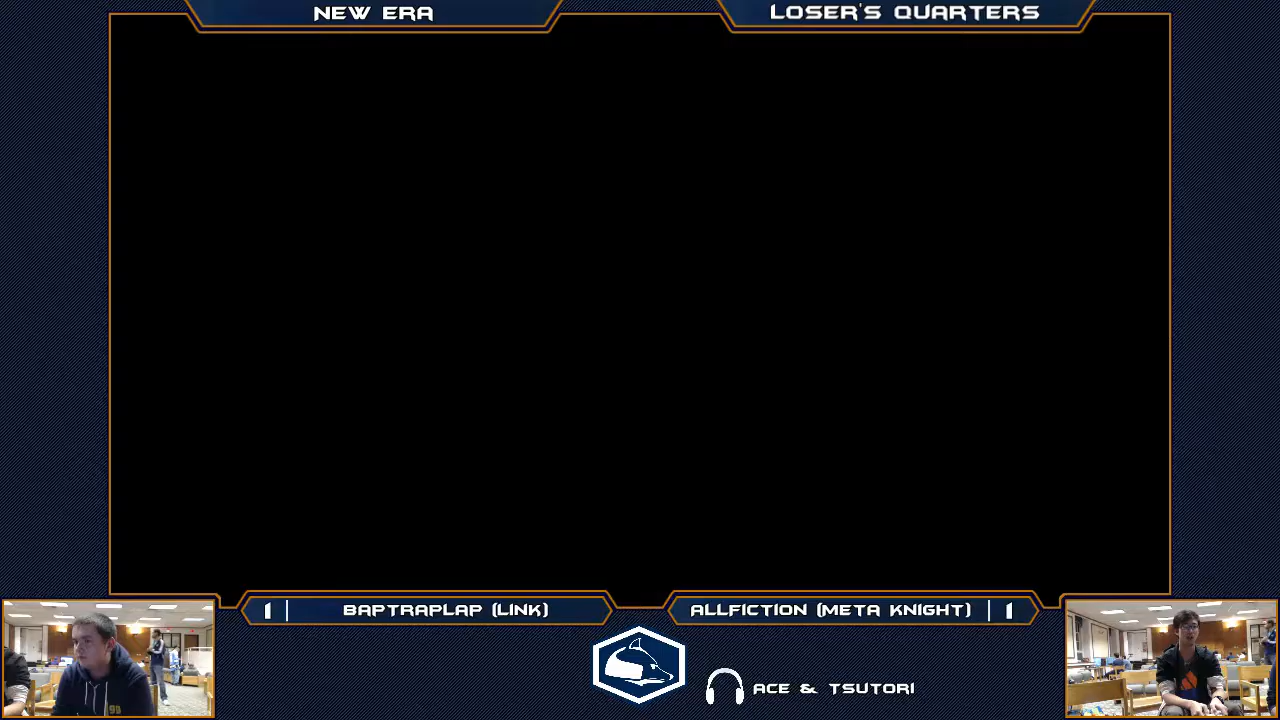 NEW ERA
LOSER'S QUARTERS
1
BAPTRAPLAP (LINK)
ALLFICTION (META KNIGHT)
1
ACE & TSUTORI